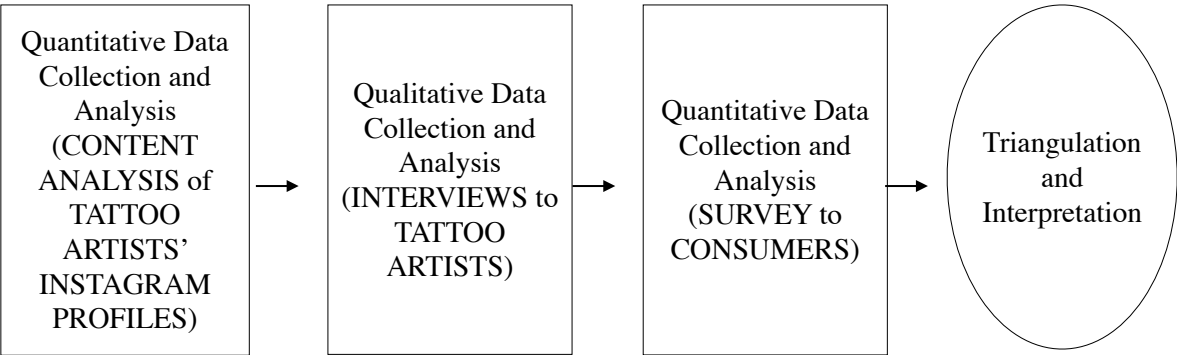 Quantitative Data
Collection and
Analysis
(CONTENT
ANALYSIS of
TATTOO
ARTISTS’
INSTAGRAM
PROFILES)
Qualitative Data
Collection and
Analysis
(INTERVIEWS to
TATTOO
ARTISTS)
Quantitative Data
Collection and
Analysis
(SURVEY to
CONSUMERS)
Triangulation
and
Interpretation